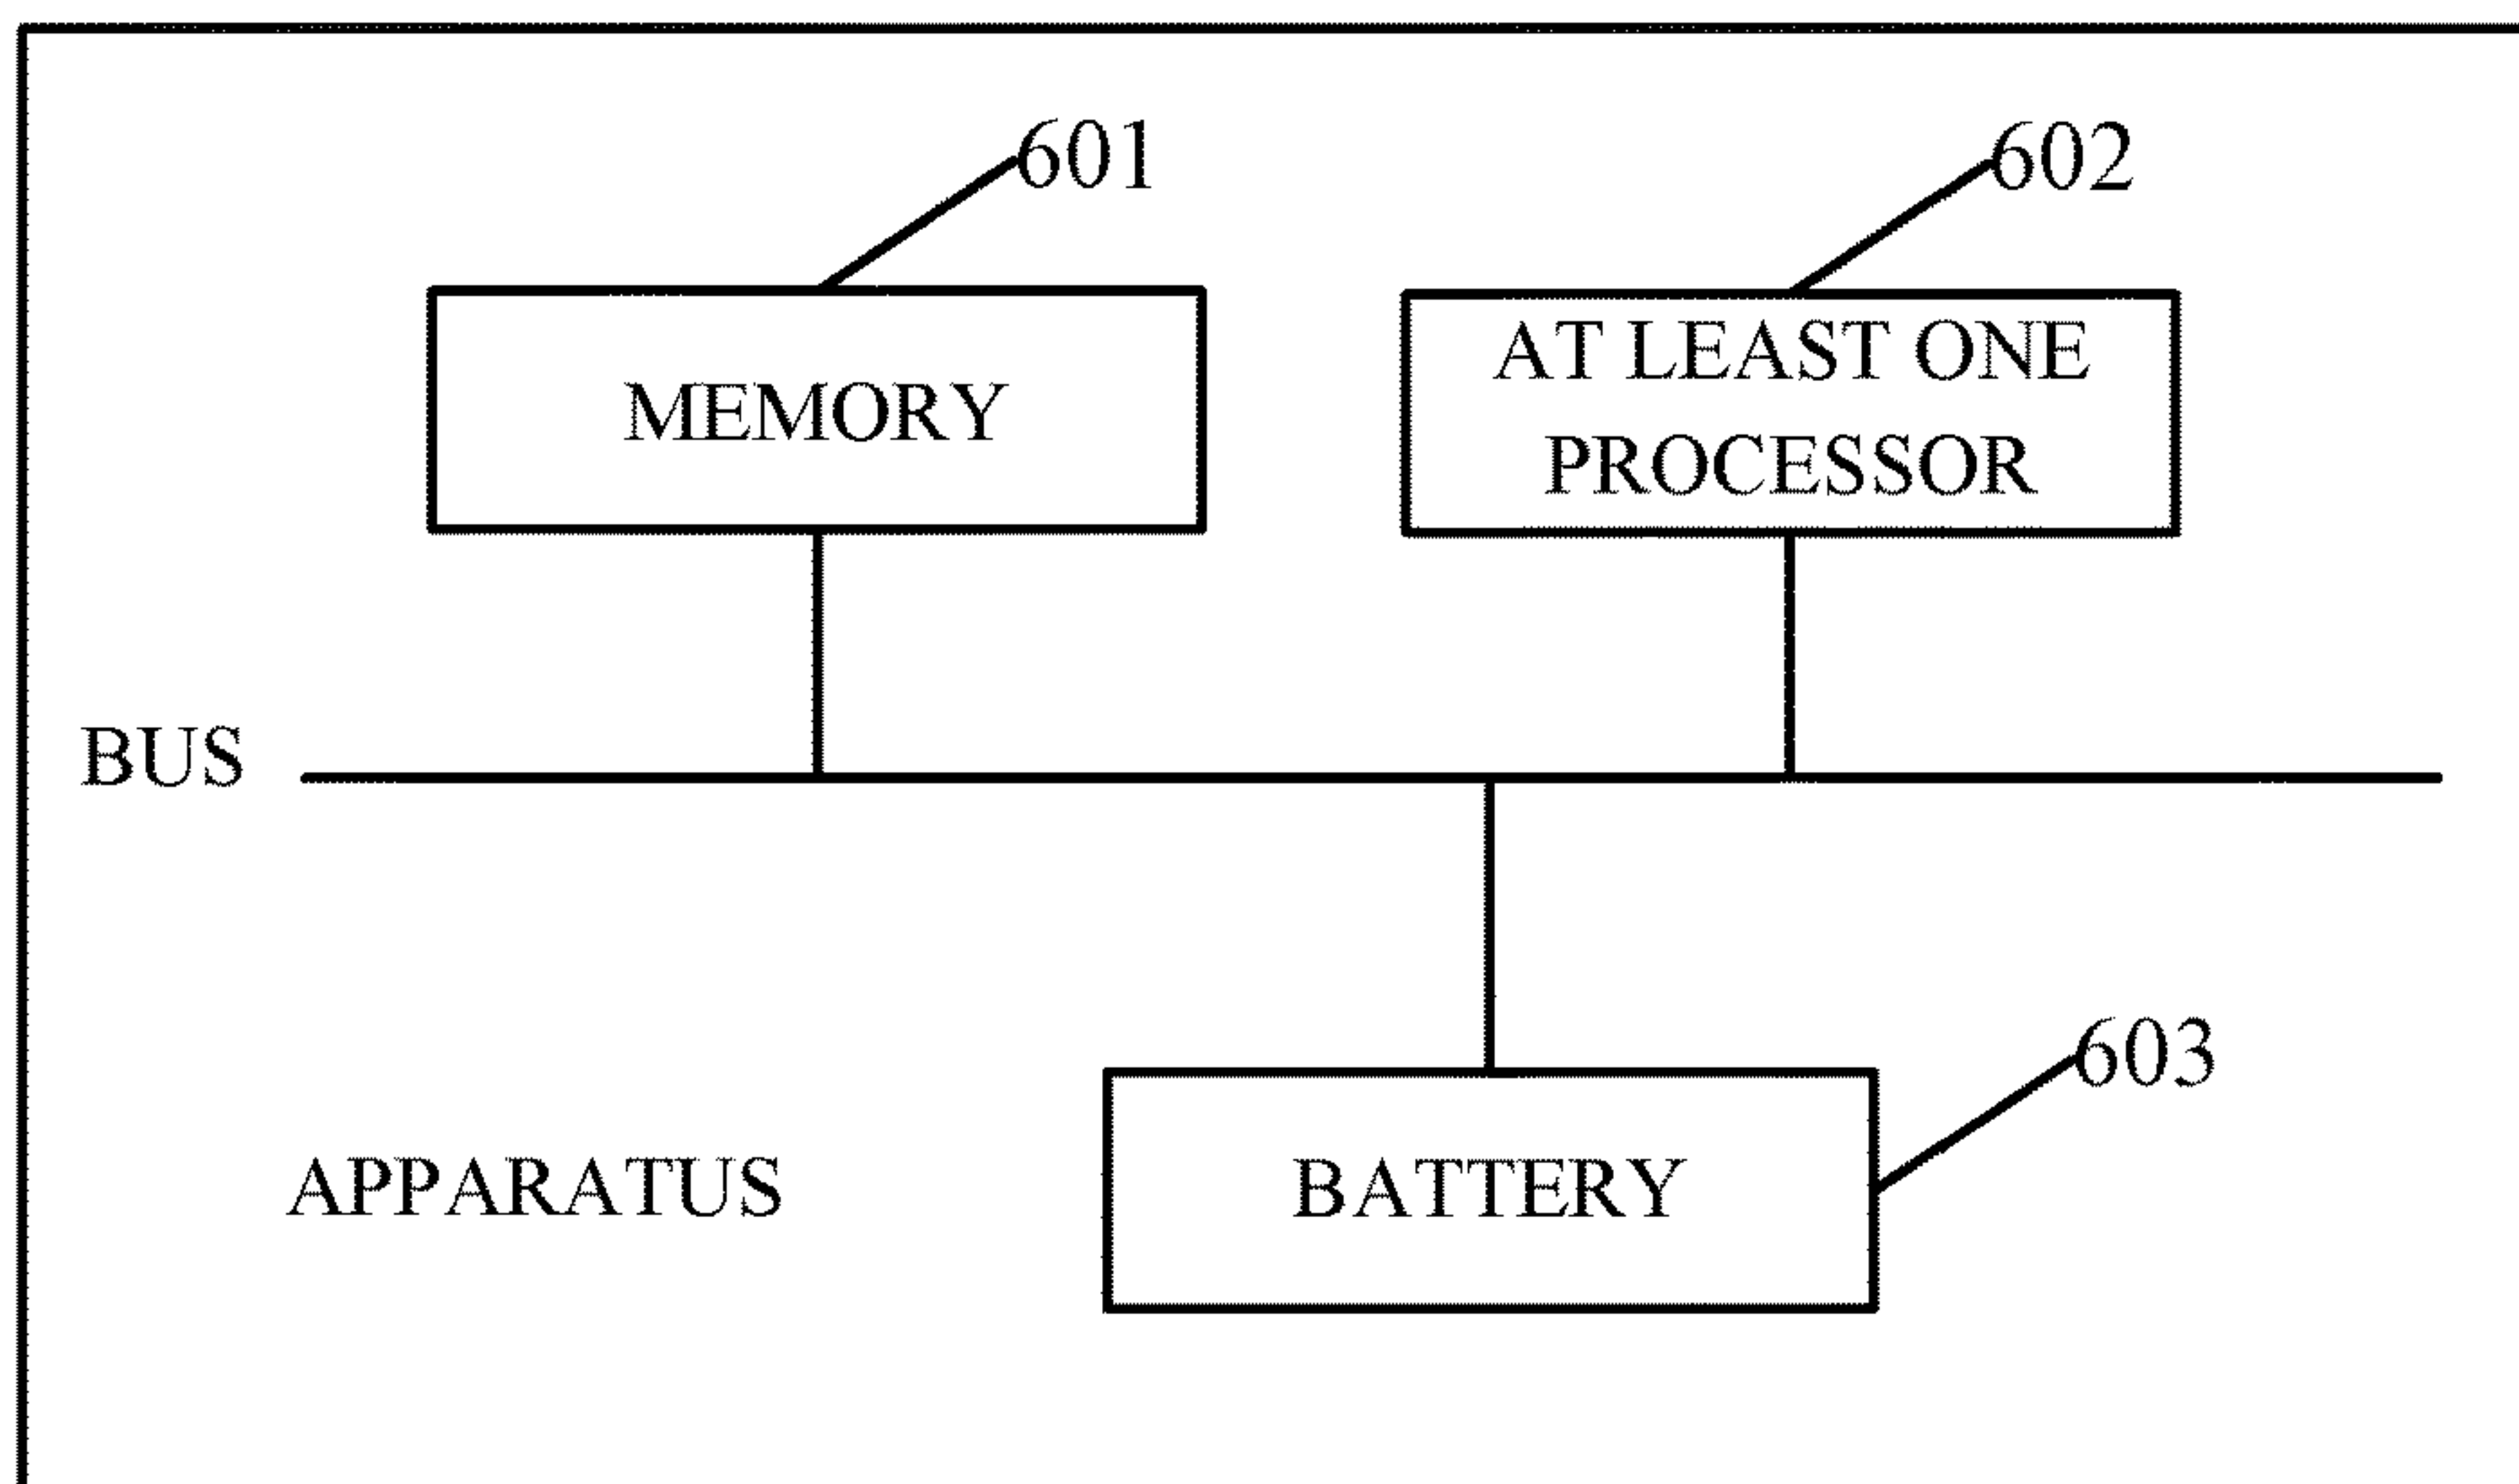 601
602
MEMORY
AT LEAST ONE
PROCESSOR
BUS
603
APPARATUS
BATTERY